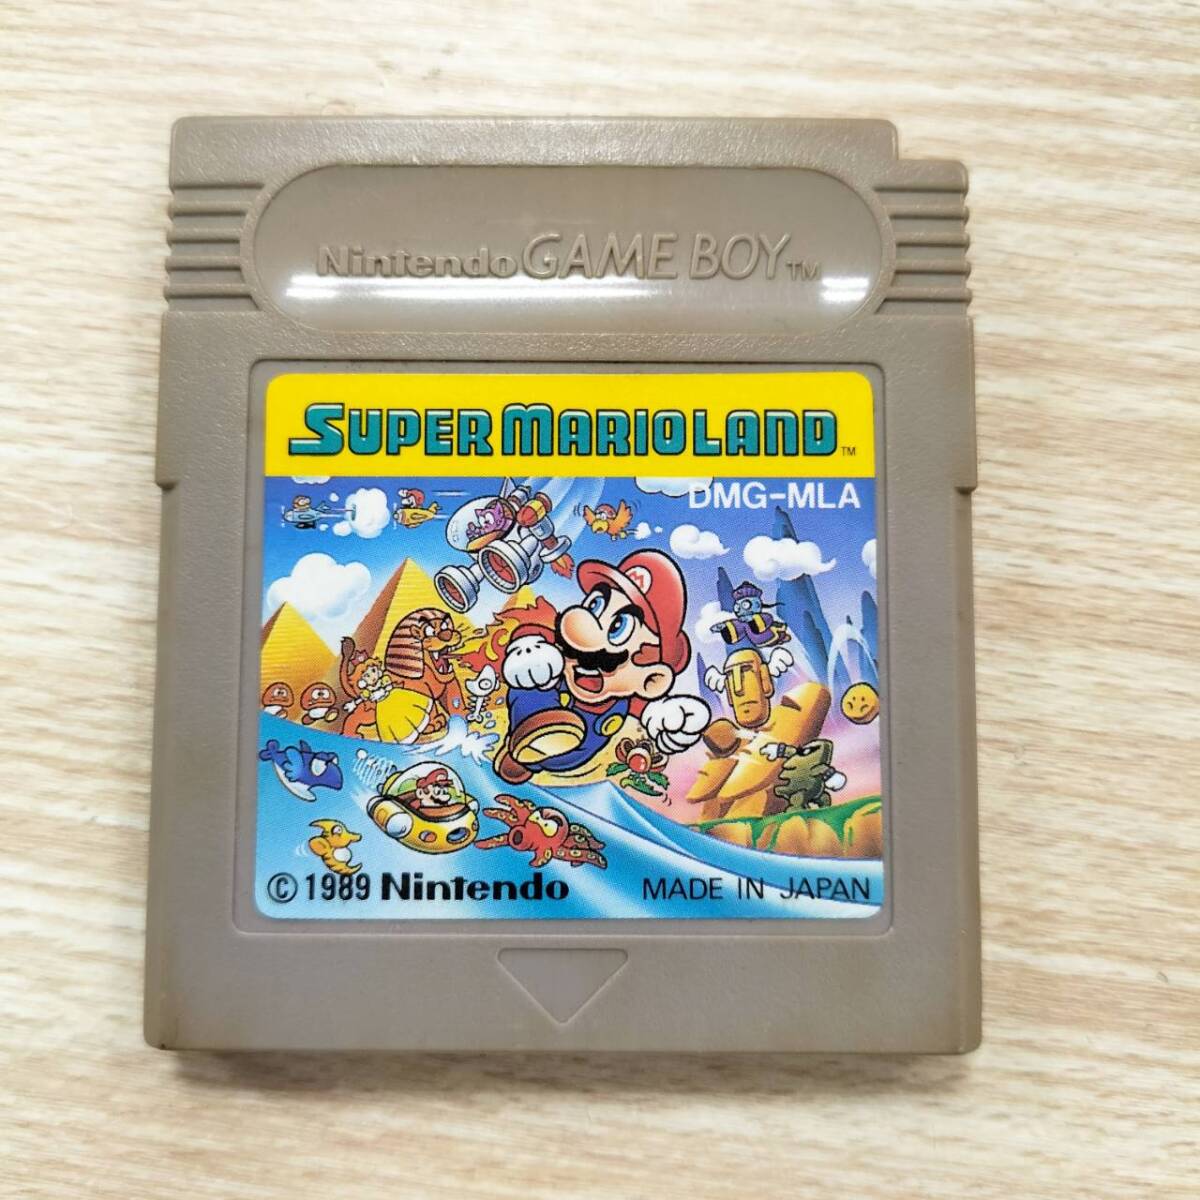 Nintendo GAME BOY TM
SUPER MARIO LAND TM
DMG-MLA
M
© 1989 Nintendo
MADE IN JAPAN